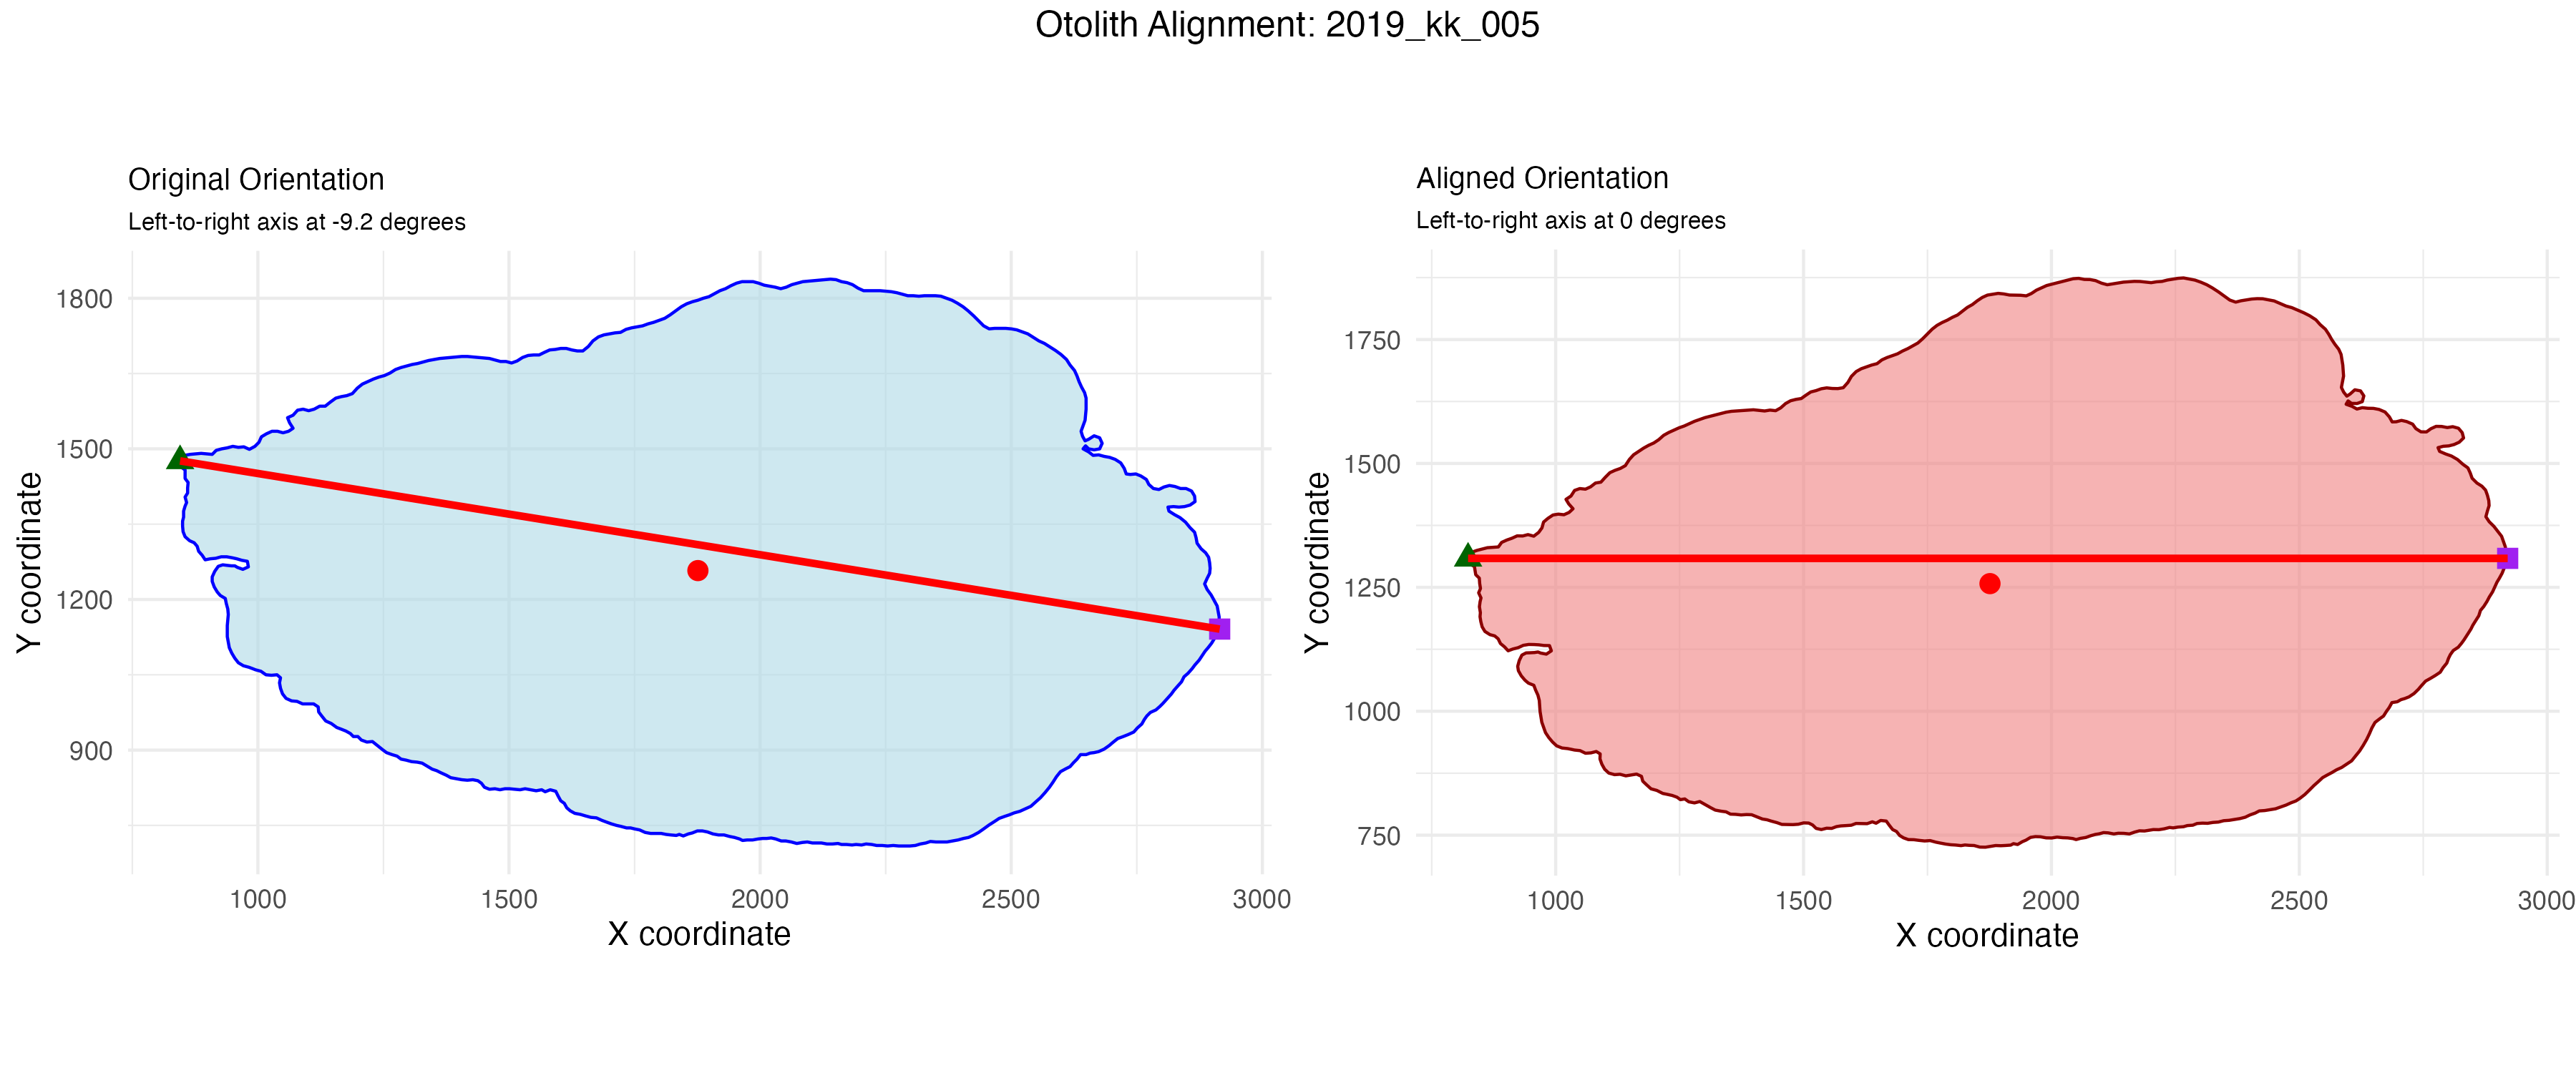 Otolith Alignment: 2019_kk_005
Original Orientation
Left-to-right axis at -9.2 degrees
Y coordinate
1800
1500
1200
900
1000 1500 2000 2500 3000
X coordinate
Aligned Orientation
Left-to-right axis at 0 degrees
Y coordinate
1750
1500
1250
1000
750
1000 1500 2000 2500 3000
X coordinate